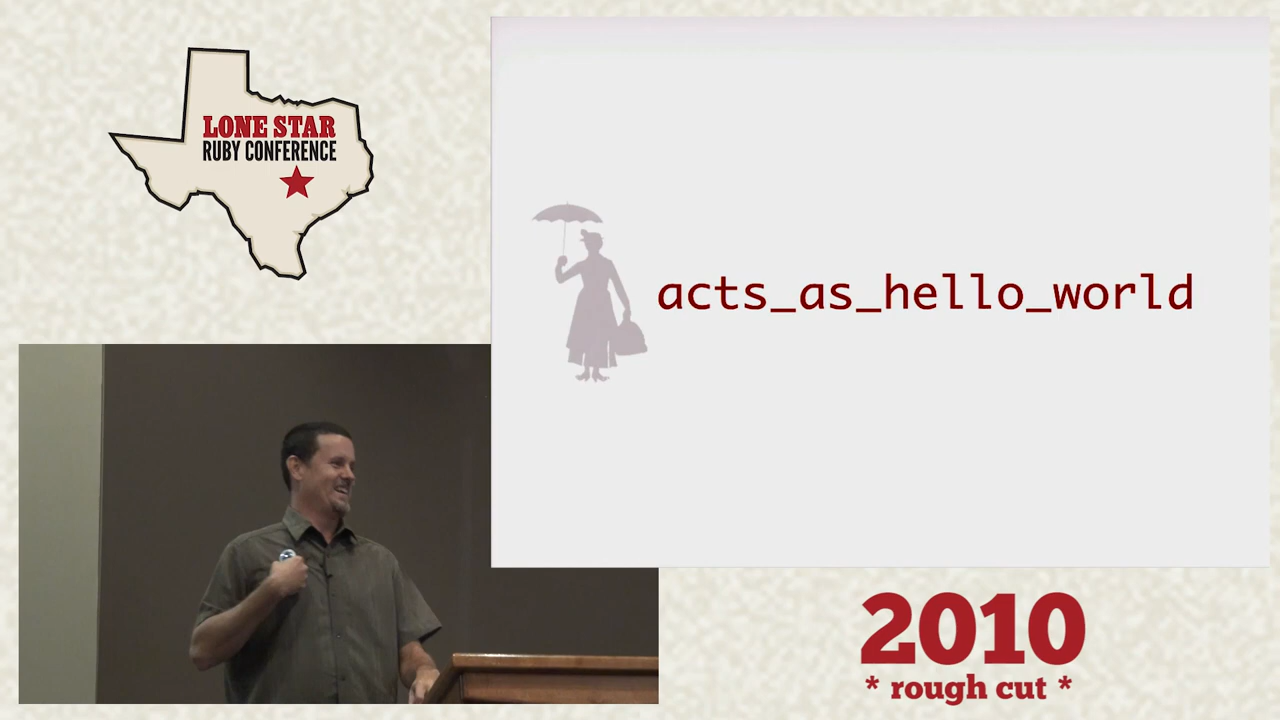 LONE STAR
RUBY CONFERENCE
acts_as_hello_world
2010
* rough cut *